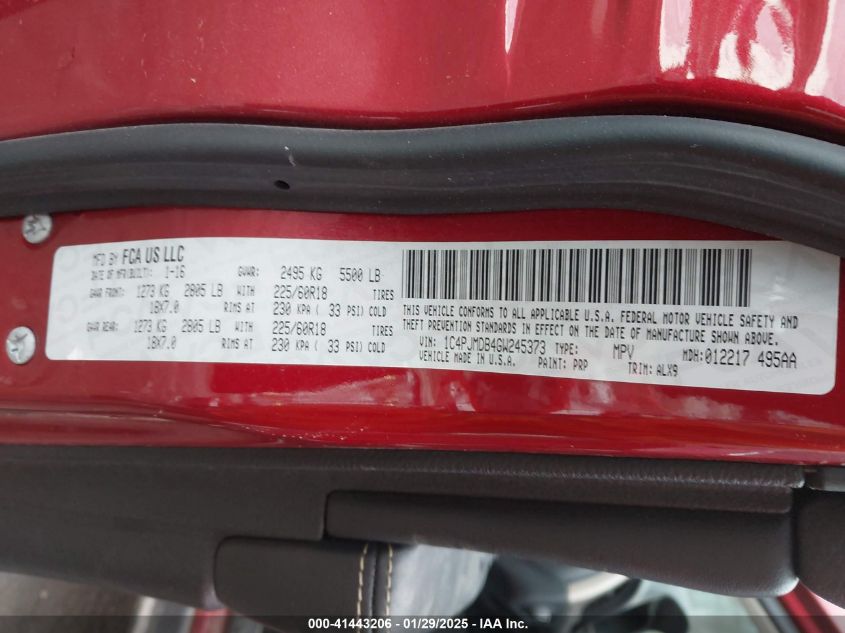 MFD BY FCA US LLC
DATE OF MFR(BUILT): 1-16 GVWR: 2495 KG 5500 LB
GAWR FRONT: 1273 KG 2805 LB WITH 225/60R18 TIRES
18X7.0 RIMS AT 230 KPA ( 33 PSI) COLD
GAWR REAR: 1273 KG 2805 LB WITH 225/60R18 TIRES
18X7.0 RIMS AT 230 KPA ( 33 PSI) COLD
THIS VEHICLE CONFORMS TO ALL APPLICABLE U.S.A. FEDERAL MOTOR VEHICLE SAFETY AND
THEFT PREVENTION STANDARDS IN EFFECT ON THE DATE OF MANUFACTURE SHOWN ABOVE.
VIN: 1C4PJMDB4GW245373 TYPE: MPV MDH:012217 495AA
VEHICLE MADE IN U.S.A. PAINT: PRP TRIM: ALX9
000-41443206 - 01/29/2025 - IAA Inc.